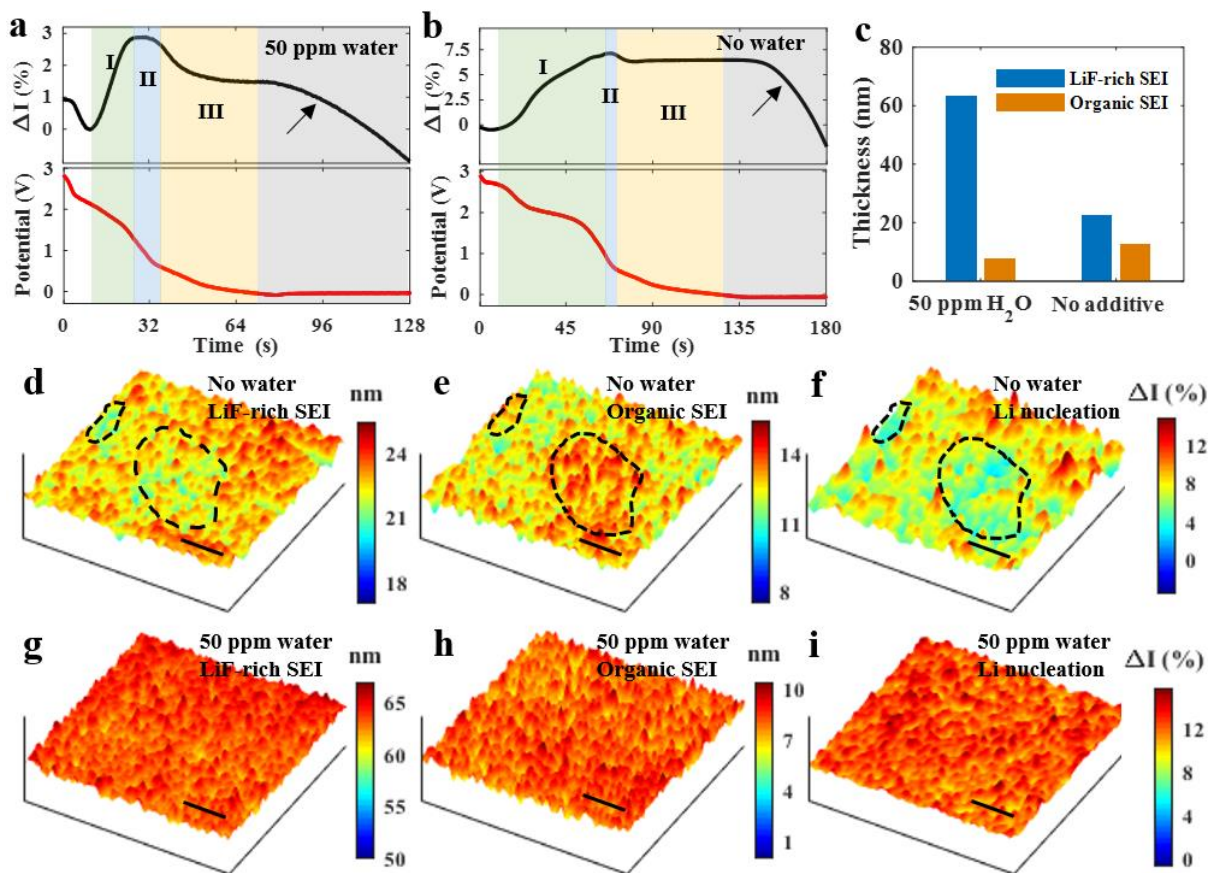 a
50 ppm water
I
II
III
ΔI (%)
3
2
1
0
Potential (V)
3
2
1
0
0 32 64 96 128
Time (s)
b
No water
I
II
III
ΔI (%)
7.5
5.0
2.5
0
Potential (V)
3
2
1
0
0 45 90 135 180
Time (s)
c
LiF-rich SEI
Organic SEI
Thickness (nm)
80
60
40
20
0
50 ppm H₂O No additive
d
No water
LiF-rich SEI
nm
24
21
18
e
No water
Organic SEI
nm
14
11
8
f
No water
Li nucleation
ΔI (%)
12
8
4
0
g
50 ppm water
LiF-rich SEI
nm
65
60
55
50
h
50 ppm water
Organic SEI
nm
10
7
4
1
i
50 ppm water
Li nucleation
ΔI (%)
12
8
4
0